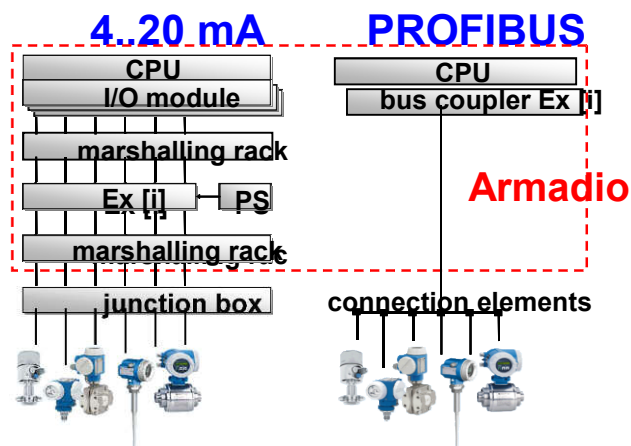 4..20 mA
PROFIBUS
CPU
I/O module
marshalling rack
Ex [i]
PS
marshalling rack
junction box
CPU
bus coupler Ex [i]
Armadio
connection elements